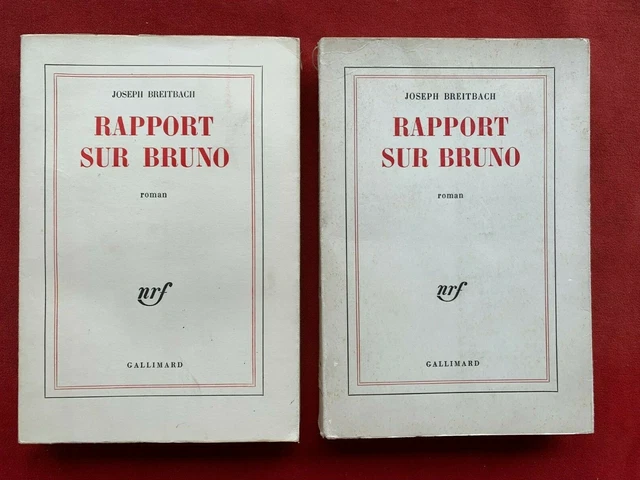 JOSEPH BREITBACH
RAPPORT
SUR BRUNO
roman
nrf
GALLIMARD
JOSEPH BREITBACH
RAPPORT
SUR BRUNO
roman
nrf
GALLIMARD